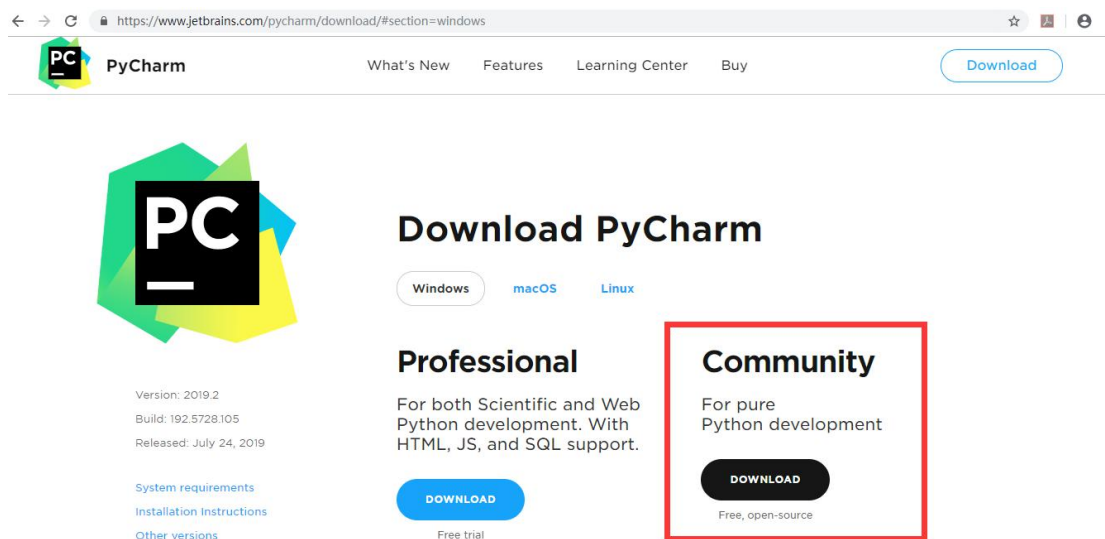 https://www.jetbrains.com/pycharm/download/#section=windows
PC
PyCharm
What's New
Features
Learning Center
Buy
Download
PC
Download PyCharm
Windows
macOS
Linux
Version: 2019.2
Build: 192.5728.105
Released: July 24, 2019
System requirements
Installation Instructions
Other versions
Professional
For both Scientific and Web
Python development. With
HTML, JS, and SQL support.
DOWNLOAD
Free trial
Community
For pure
Python development
DOWNLOAD
Free, open-source